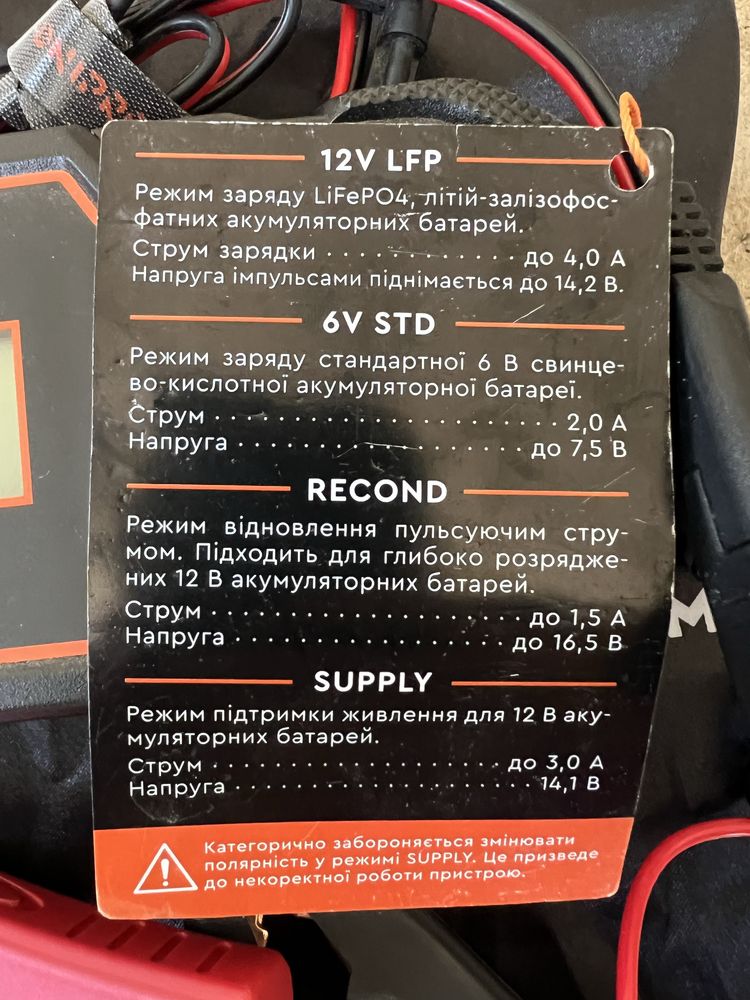 12V LFP
Режим заряду LiFePO4, літій-залізофос-
фатних акумуляторних батарей.
Струм зарядки · · · · · · · · · · · до 4,0 А
Напруга імпульсами піднімається до 14,2 В.
6V STD
Режим заряду стандартної 6 В свинце-
во-кислотної акумуляторної батареї.
Струм · · · · · · · · · · · · · · · · · · · · · · 2,0 А
Напруга · · · · · · · · · · · · · · · · · · до 7,5 В
RECOND
Режим відновлення пульсуючим стру-
мом. Підходить для глибоко розрядже-
них 12 В акумуляторних батарей.
Струм · · · · · · · · · · · · · · · · · · · · до 1,5 А
Напруга · · · · · · · · · · · · · · · · · до 16,5 В
SUPPLY
Режим підтримки живлення для 12 В аку-
муляторних батарей.
Струм · · · · · · · · · · · · · · · · · · · до 3,0 А
Напруга · · · · · · · · · · · · · · · · · · · · 14,1 В
Категорично забороняється змінювати
полярність у режимі SUPPLY. Це призведе
до некоректної роботи пристрою.